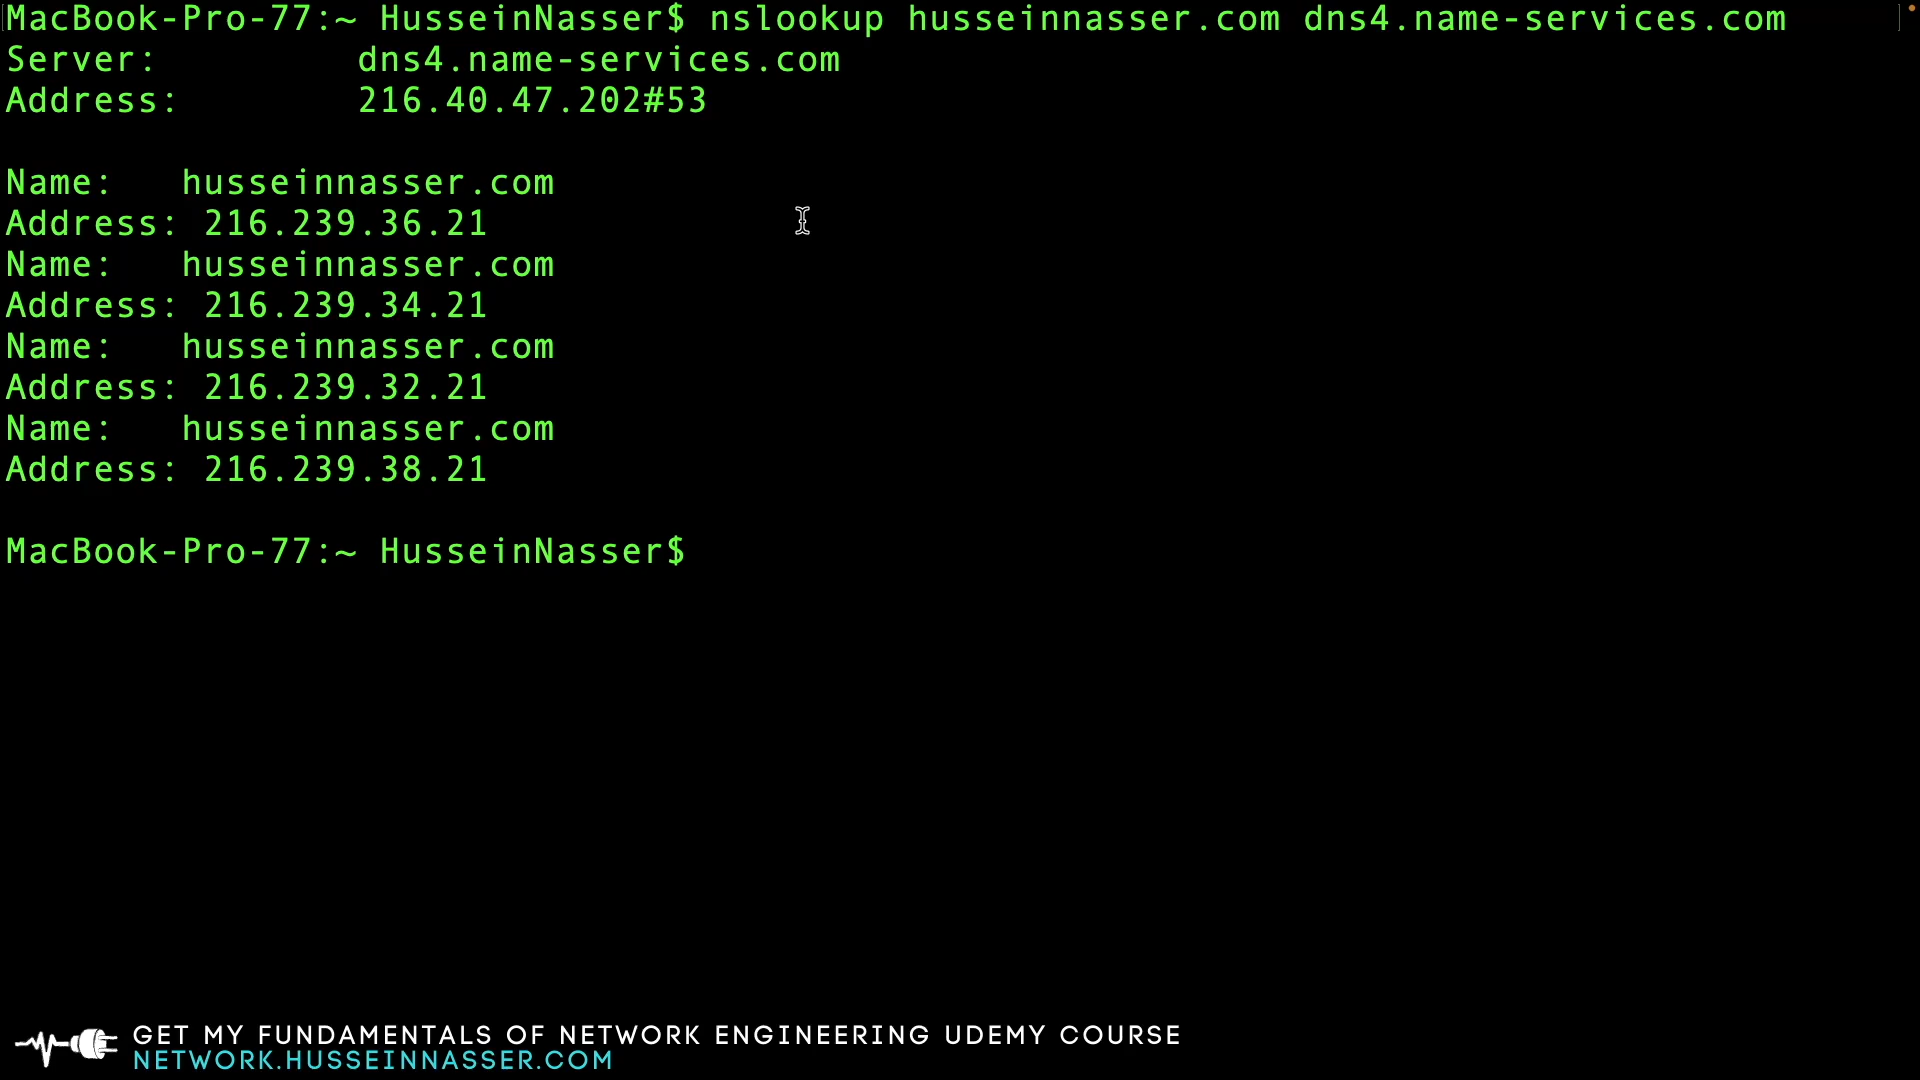 MacBook-Pro-77:~ HusseinNasser$ nslookup husseinnasser.com dns4.name-services.com
Server: dns4.name-services.com
Address: 216.40.47.202#53
Name: husseinnasser.com
Address: 216.239.36.21
Name: husseinnasser.com
Address: 216.239.34.21
Name: husseinnasser.com
Address: 216.239.32.21
Name: husseinnasser.com
Address: 216.239.38.21
MacBook-Pro-77:~ HusseinNasser$
GET MY FUNDAMENTALS OF NETWORK ENGINEERING UDEMY COURSE
NETWORK.HUSSEINNASSER.COM